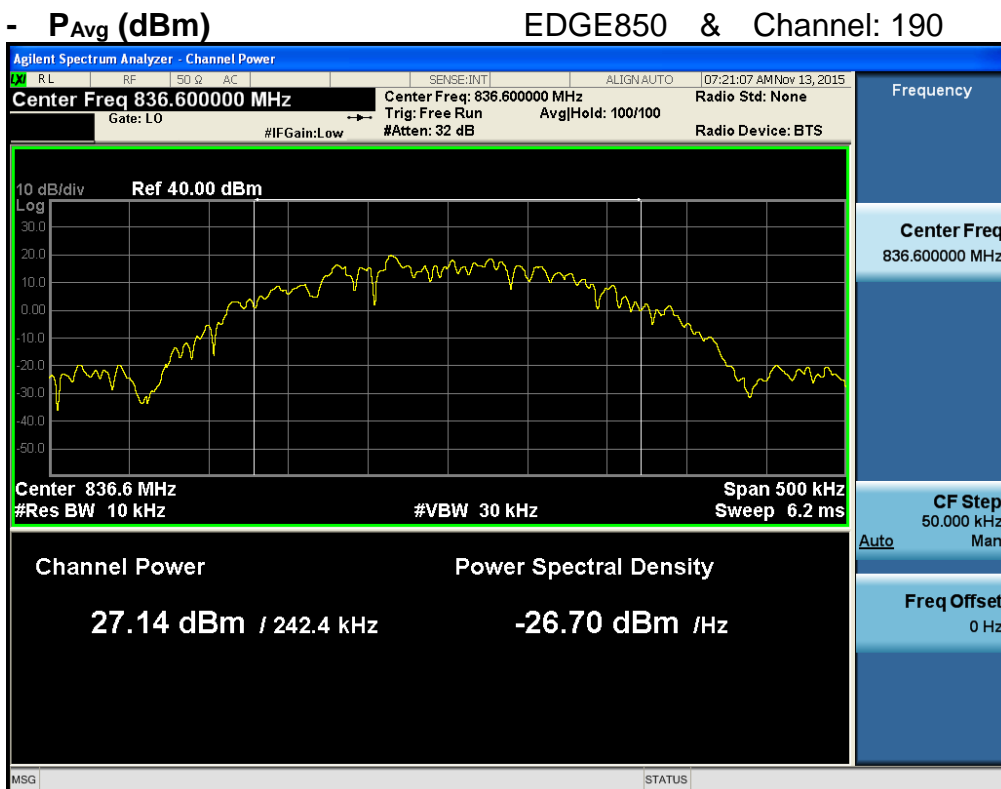 - PAvg (dBm) EDGE850 & Channel: 190
Agilent Spectrum Analyzer - Channel Power
LXI RL RF 50 Ω AC SENSE:INT ALIGN AUTO 07:21:07 AM Nov 13, 2015
Center Freq 836.600000 MHz Center Freq: 836.600000 MHz Radio Std: None
Gate: LO Trig: Free Run Avg|Hold: 100/100
#IFGain:Low #Atten: 32 dB Radio Device: BTS
10 dB/div Ref 40.00 dBm
Log
30.0
20.0
10.0
0.00
-10.0
-20.0
-30.0
-40.0
-50.0
Center 836.6 MHz Span 500 kHz
#Res BW 10 kHz #VBW 30 kHz Sweep 6.2 ms
Channel Power Power Spectral Density
27.14 dBm / 242.4 kHz -26.70 dBm /Hz
MSG STATUS
Frequency
Center Freq
836.600000 MHz
CF Step
50.000 kHz
Auto Man
Freq Offset
0 Hz